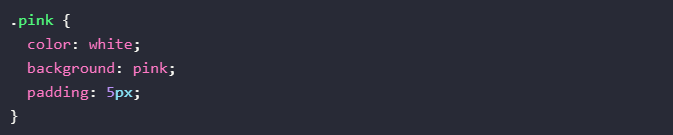 .pink {
  color: white;
  background: pink;
  padding: 5px;
}